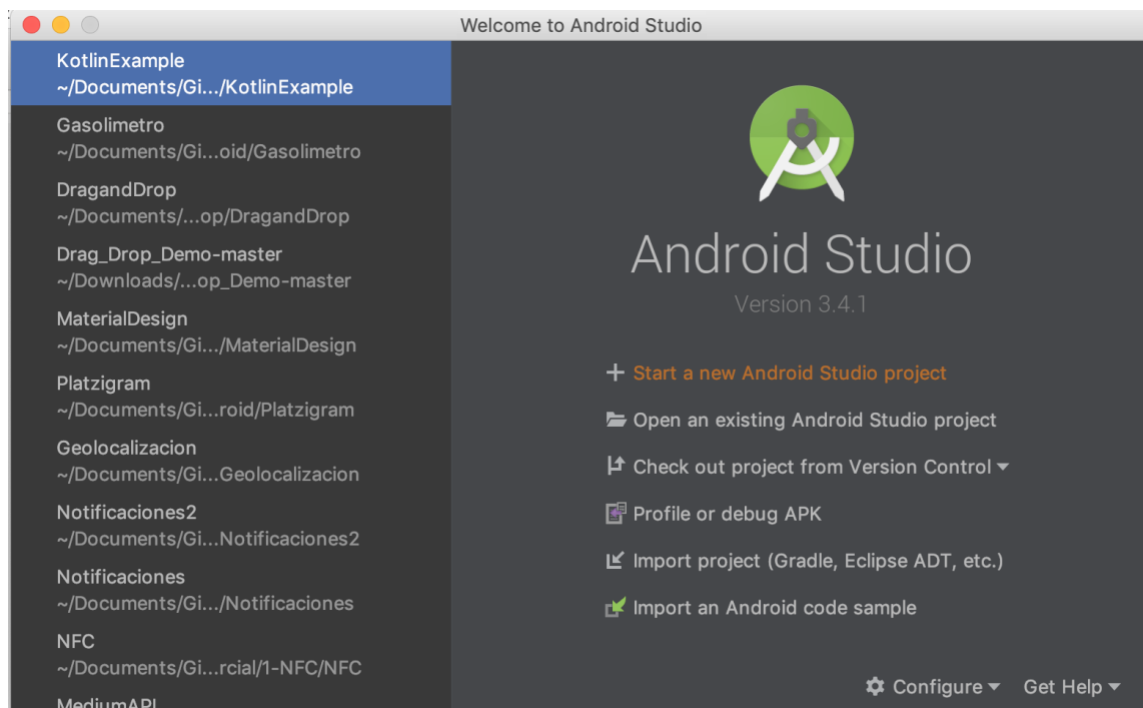 Welcome to Android Studio
KotlinExample
~/Documents/Gi.../KotlinExample
Gasolimetro
~/Documents/Gi...oid/Gasolimetro
DragandDrop
~/Documents/...op/DragandDrop
Drag_Drop_Demo-master
~/Downloads/...op_Demo-master
MaterialDesign
~/Documents/Gi.../MaterialDesign
Platzigram
~/Documents/Gi...roid/Platzigram
Geolocalizacion
~/Documents/Gi...Geolocalizacion
Notificaciones2
~/Documents/Gi...Notificaciones2
Notificaciones
~/Documents/Gi.../Notificaciones
NFC
~/Documents/Gi...rcial/1-NFC/NFC
MediumAPI
Android Studio
Version 3.4.1
Start a new Android Studio project
Open an existing Android Studio project
Check out project from Version Control
Profile or debug APK
Import project (Gradle, Eclipse ADT, etc.)
Import an Android code sample
Configure
Get Help